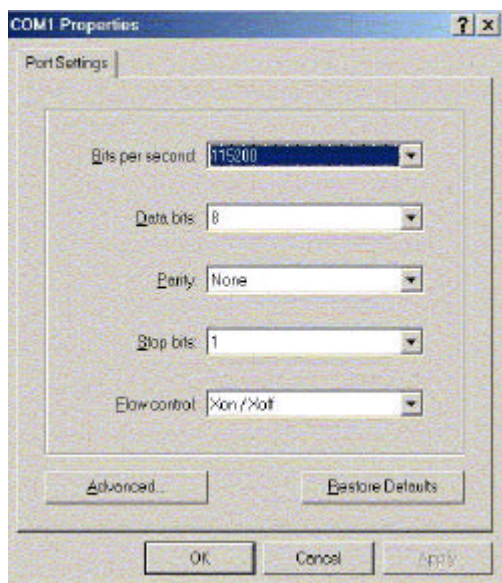 COM1 Properties
Port Settings
Bits per second: 115200
Data bits: 8
Parity: None
Stop bits: 1
Flow control: Xon / Xoff
Advanced...
Restore Defaults
OK
Cancel
Apply